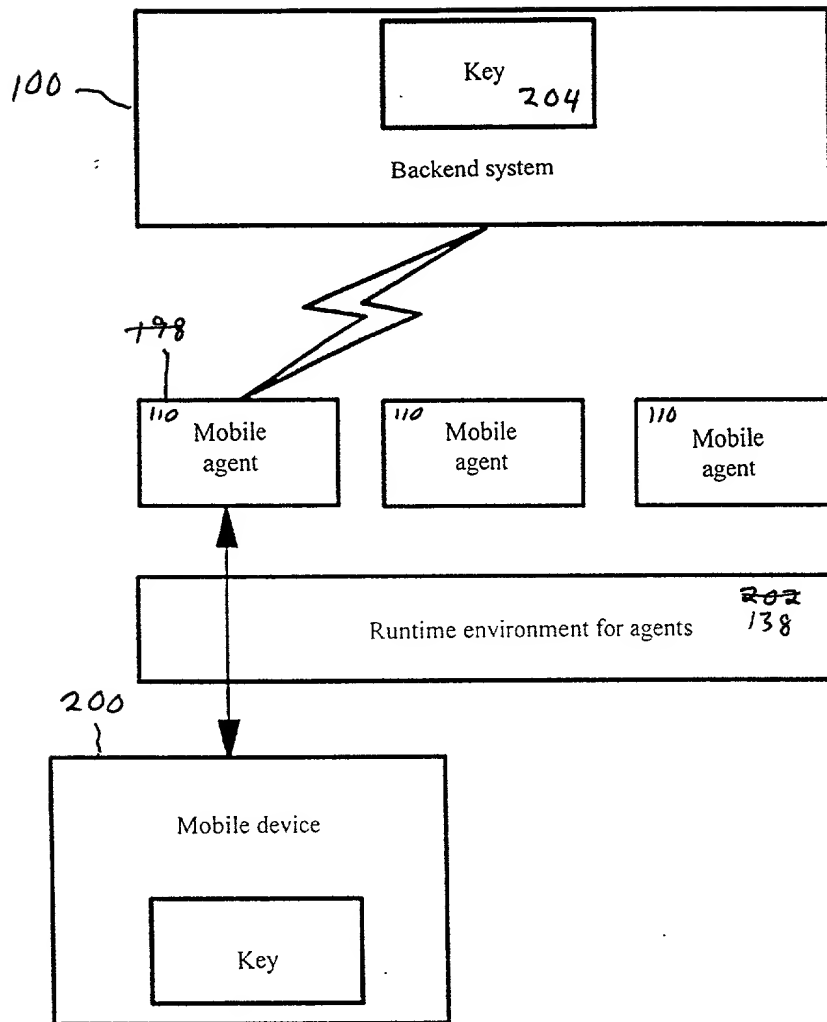 Key
204
100
Backend system
198
110
Mobile
agent
110
Mobile
agent
110
Mobile
agent
202
138
Runtime environment for agents
200
Mobile device
Key